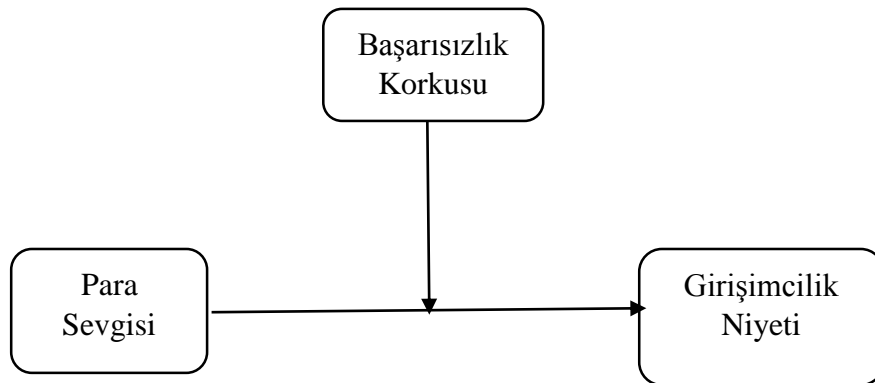 Başarısızlık
Korkusu
Para
Sevgisi
Girişimcilik
Niyeti